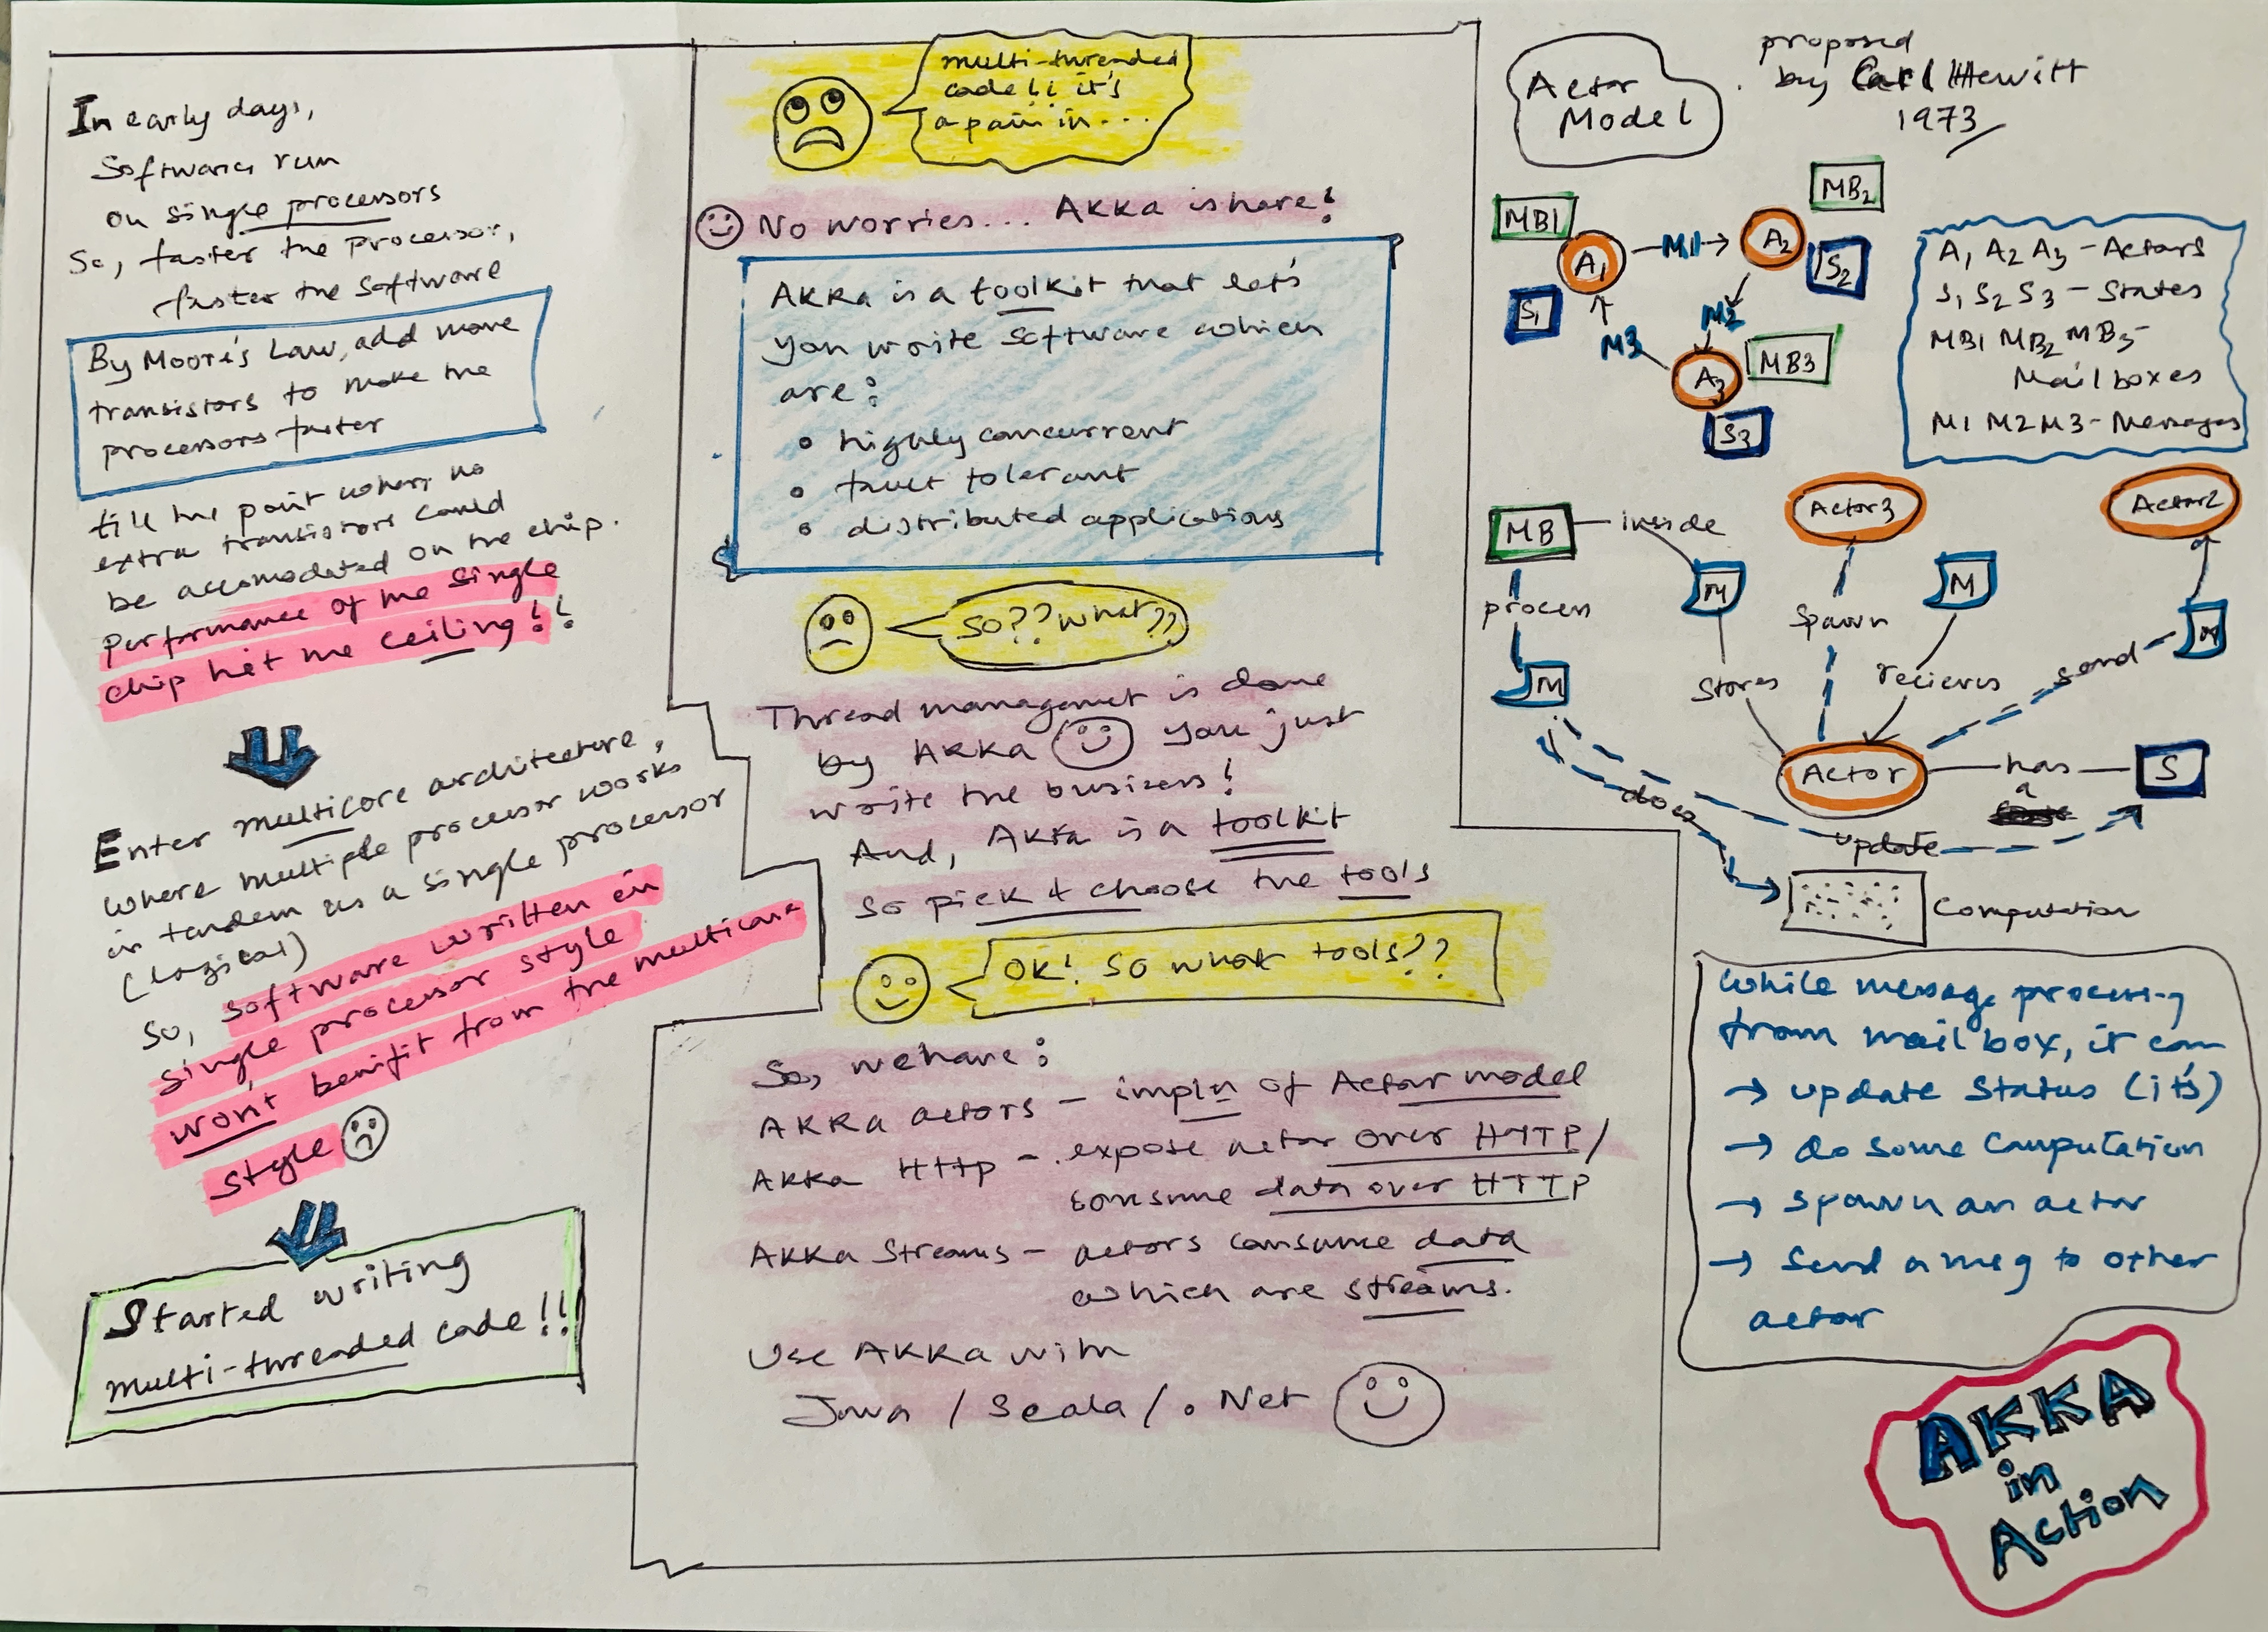 In early days,
Software run
on single processors
So, faster the processor,
faster the software
By Moore's Law, add more
transistors to make the
processors faster
till the point where no
extra transistors could
be accomodated on the chip.
performance of the single
chip hit the ceiling!!
Enter multicore architecture,
where multiple processor works
in tandem as a single processor
(logical)
So, software written in
single processor style
won't benifit from the multicore
style
Started writing
multi-threaded code!!
multi-threaded
code!! it's
a pain in...
No worries... AKKA is here!
AKKA is a toolkit that let's
you write software which
are:
• highly concurrent
• fault tolerant
• distributed applications
So?? what??
Thread managemet is done
by AKKA you just
write the business!
And, Akka is a toolkit
so pick & choose the tools
OK! so what tools??
So, we have:
AKKA actors - impln of Actor model
AKKA Http - expose actor over HTTP/
consume data over HTTP
AKKA Streams - actors consume data
which are streams.
Use AKKA with
Java / Scala / .Net
Actor
Model
. proposed
by Carl Hewitt
1973
MB1
MB2
A1
M1
A2
S1
S2
M3
M2
A3
MB3
S3
A1 A2 A3 - Actors
S1 S2 S3 - States
MB1 MB2 MB3 -
Mailboxes
M1 M2 M3 - Messages
MB
inside
Actor3
Actor2
M
M
process
spawn
M
M
stores
recieves
send
Actor
has
a
S
does
update
Computation
While message processing
from mailbox, it can
→ update status (it's)
→ do some computation
→ spawn an actor
→ send a msg to other
actor
AKKA
in
Action